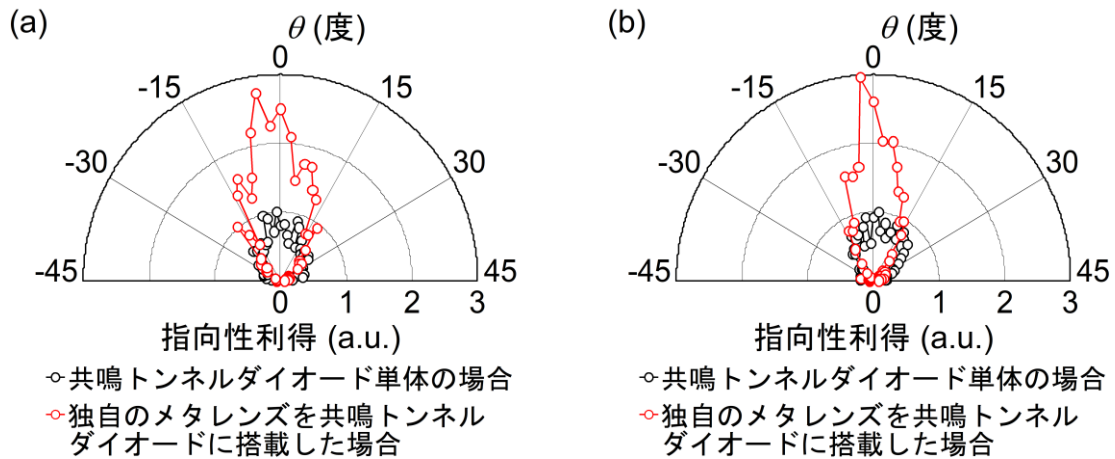 (a)
θ (度)
0
-15
15
-30
30
-45
45
0
1
2
3
指向性利得 (a.u.)
共鳴トンネルダイオード単体の場合
独自のメタレンズを共鳴トンネル
ダイオードに搭載した場合
(b)
θ (度)
0
-15
15
-30
30
-45
45
0
1
2
3
指向性利得 (a.u.)
共鳴トンネルダイオード単体の場合
独自のメタレンズを共鳴トンネル
ダイオードに搭載した場合